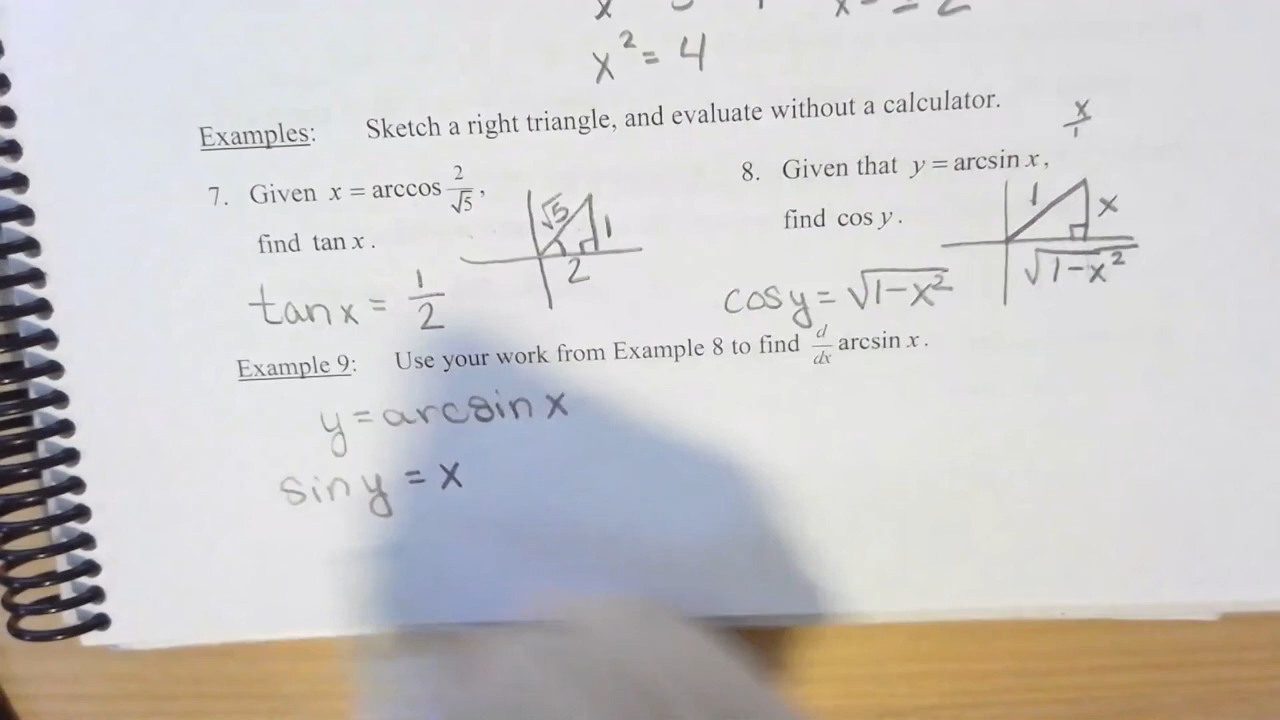 x² = 4
Examples: Sketch a right triangle, and evaluate without a calculator.
x/1
7. Given x = arccos 2/√5,
find tan x.
√5
1
2
tan x = 1/2
8. Given that y = arcsin x,
find cos y.
1
x
√1-x²
cos y = √1-x²
Example 9: Use your work from Example 8 to find d/dx arcsin x.
y = arcsin x
sin y = x